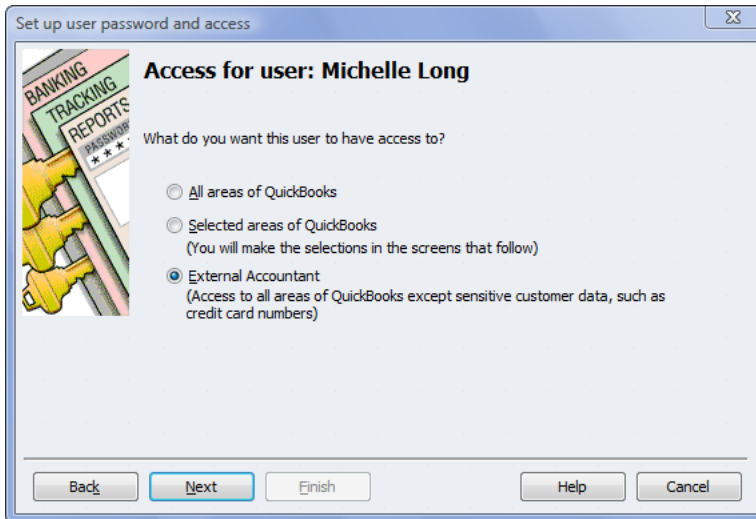 Set up user password and access
BANKING
TRACKING
REPORTS
PASSWOR
****
Access for user: Michelle Long
What do you want this user to have access to?
All areas of QuickBooks
Selected areas of QuickBooks
(You will make the selections in the screens that follow)
External Accountant
(Access to all areas of QuickBooks except sensitive customer data, such as
credit card numbers)
Back
Next
Finish
Help
Cancel